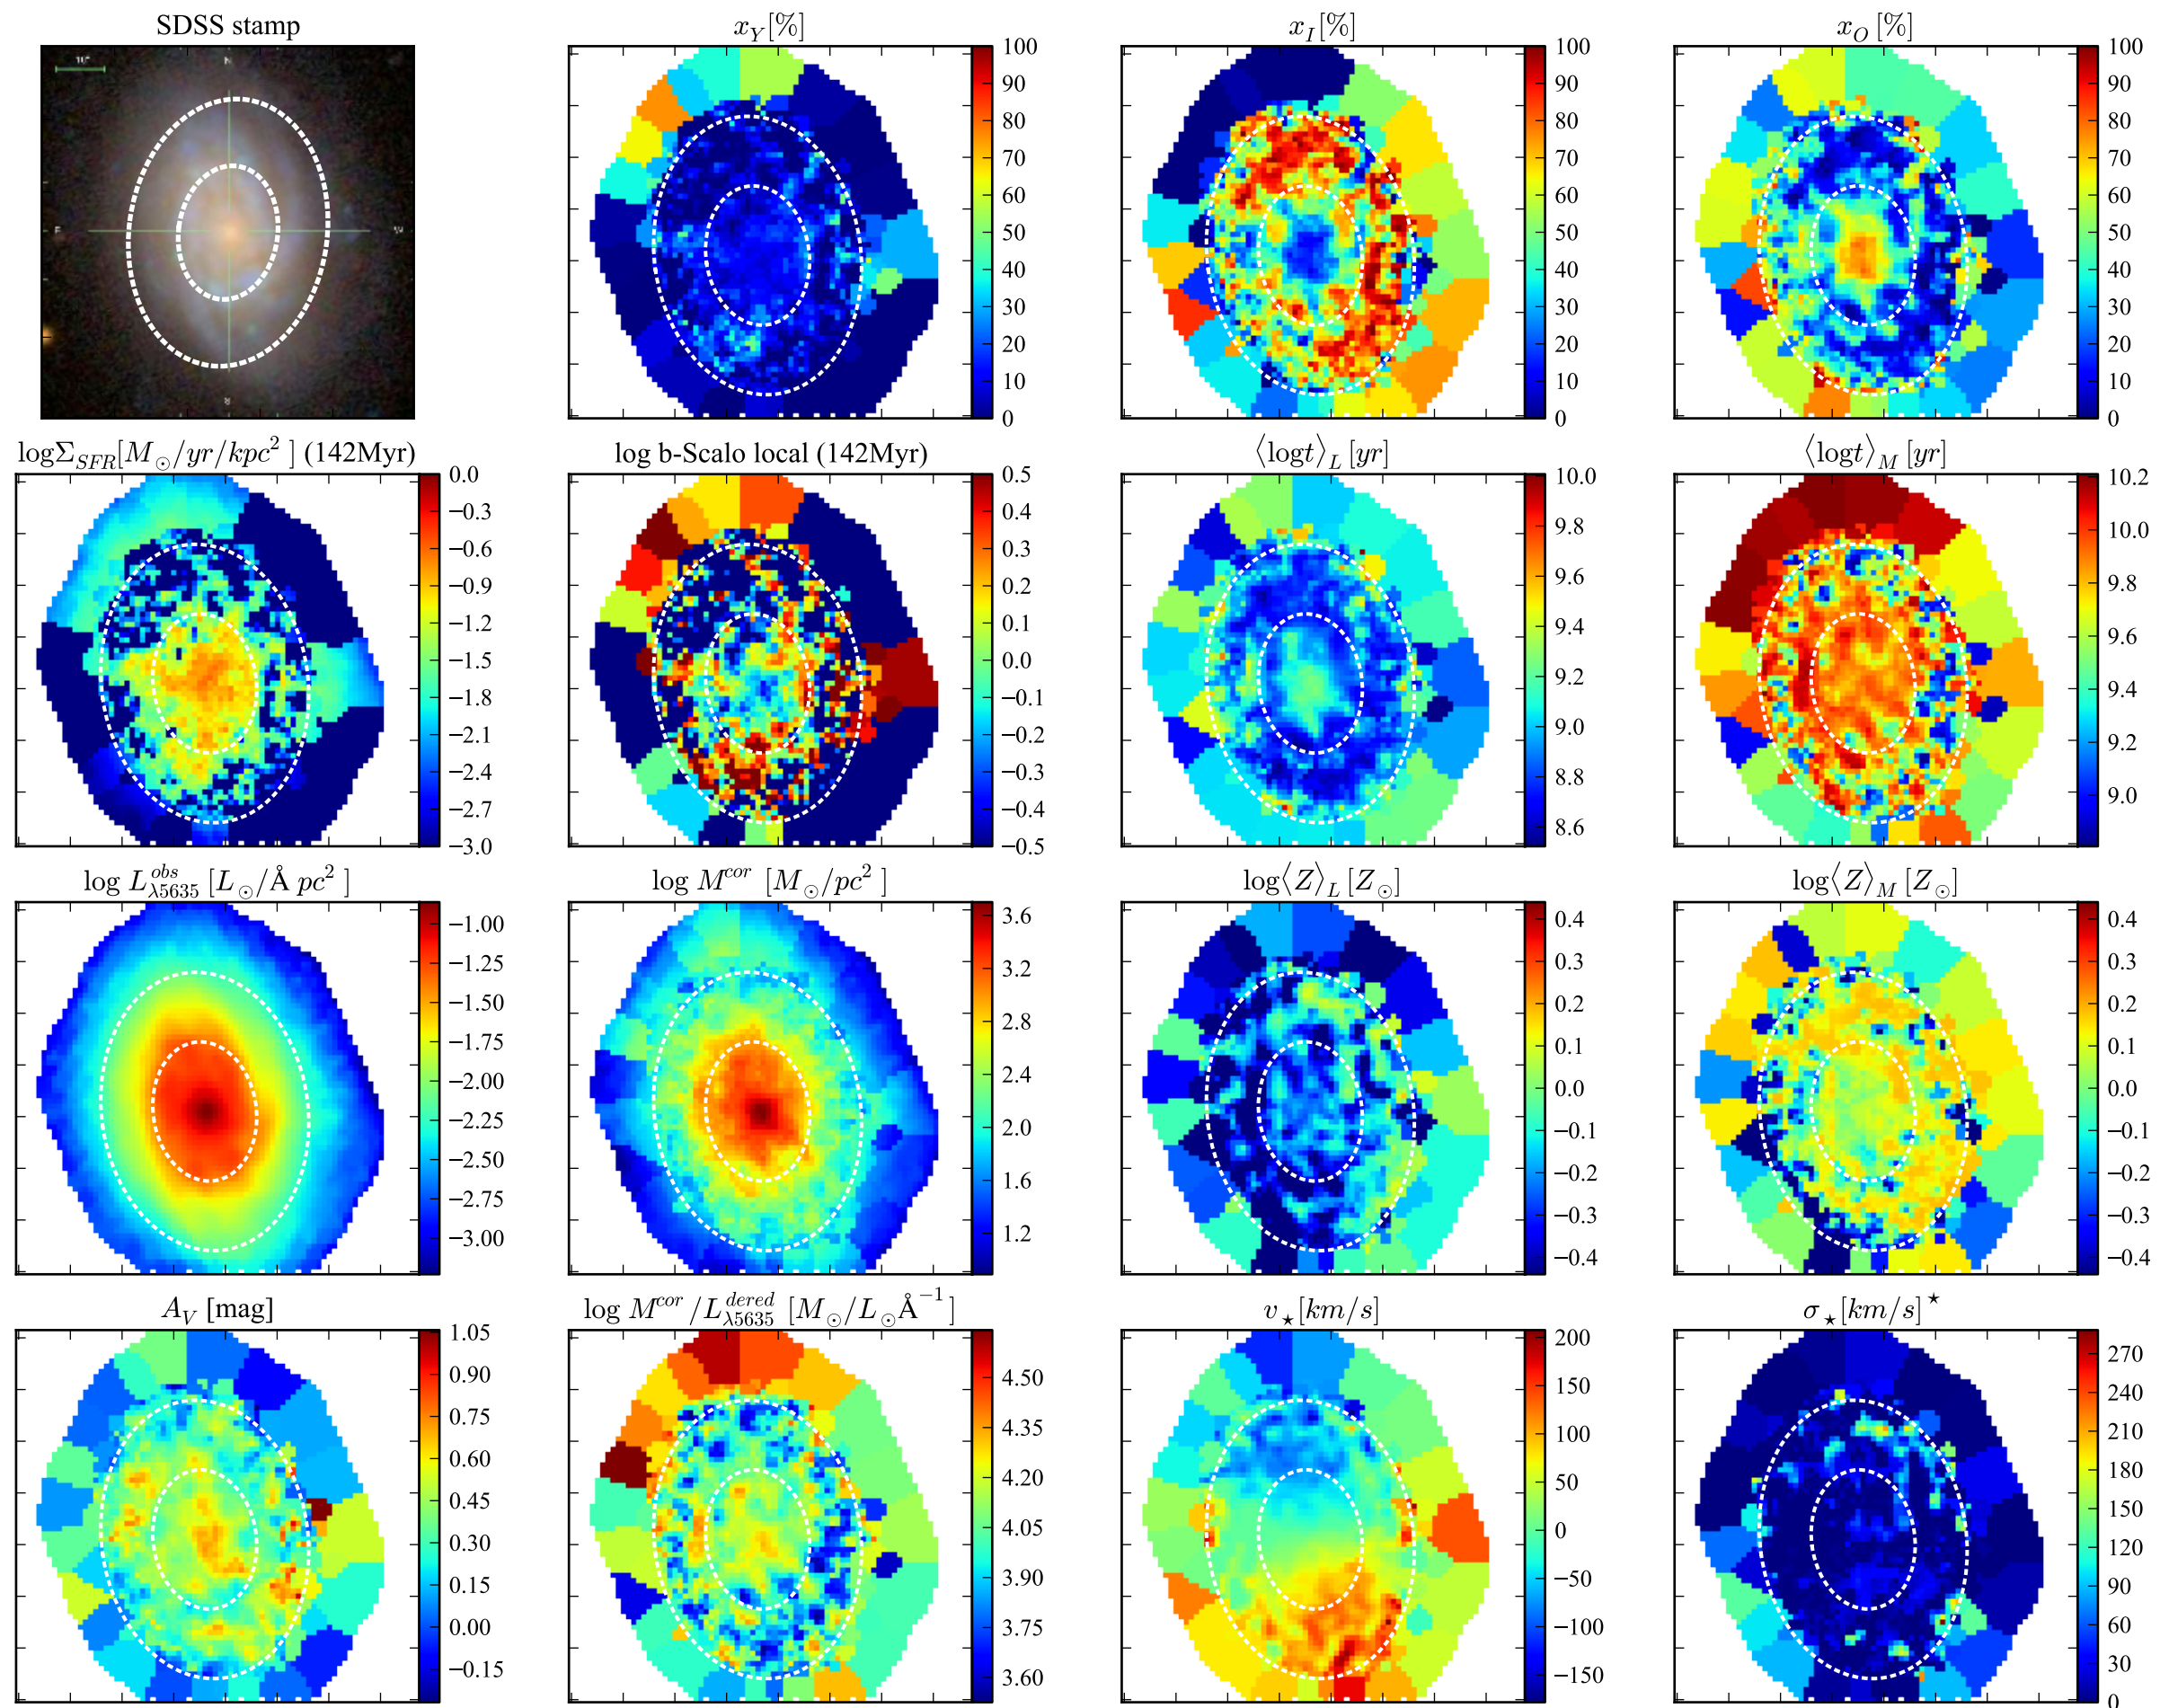 SDSS stamp
x_Y[%]
x_I[%]
x_O [%]
10"
N
E
W
S
100 90 80 70 60 50 40 30 20 10 0
100 90 80 70 60 50 40 30 20 10 0
100 90 80 70 60 50 40 30 20 10 0
logΣ_SFR[M_⊙/yr/kpc²] (142Myr)
log b-Scalo local (142Myr)
⟨logt⟩_L [yr]
⟨logt⟩_M [yr]
0.0 −0.3 −0.6 −0.9 −1.2 −1.5 −1.8 −2.1 −2.4 −2.7 −3.0
0.5 0.4 0.3 0.2 0.1 0.0 −0.1 −0.2 −0.3 −0.4 −0.5
10.0 9.8 9.6 9.4 9.2 9.0 8.8 8.6
10.2 10.0 9.8 9.6 9.4 9.2 9.0
log L^obs_λ5635 [L_⊙/Å pc²]
log M^cor [M_⊙/pc²]
log⟨Z⟩_L [Z_⊙]
log⟨Z⟩_M [Z_⊙]
−1.00 −1.25 −1.50 −1.75 −2.00 −2.25 −2.50 −2.75 −3.00
3.6 3.2 2.8 2.4 2.0 1.6 1.2
0.4 0.3 0.2 0.1 0.0 −0.1 −0.2 −0.3 −0.4
0.4 0.3 0.2 0.1 0.0 −0.1 −0.2 −0.3 −0.4
A_V [mag]
log M^cor/L^dered_λ5635 [M_⊙/L_⊙Å^−1]
v_⋆[km/s]
σ_⋆[km/s]^⋆
1.05 0.90 0.75 0.60 0.45 0.30 0.15 0.00 −0.15
4.50 4.35 4.20 4.05 3.90 3.75 3.60
200 150 100 50 0 −50 −100 −150
270 240 210 180 150 120 90 60 30 0